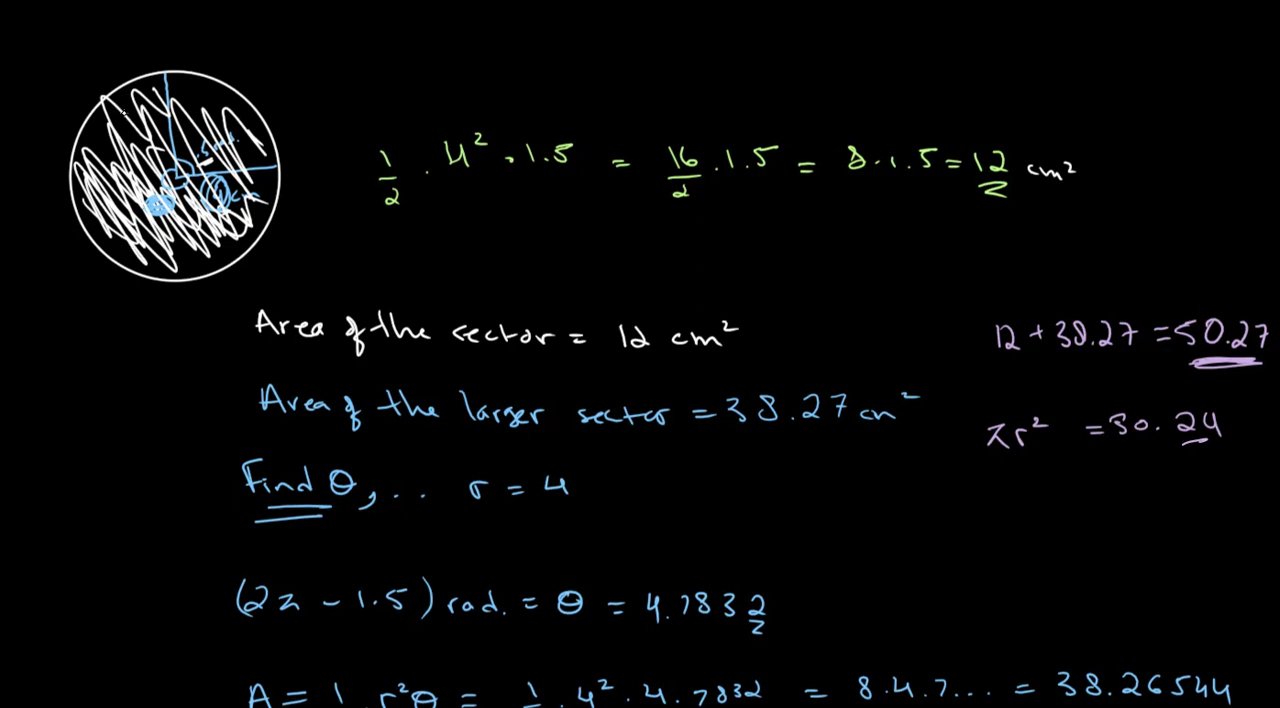 1/2 · 4² · 1.5 = 16/2 · 1.5 = 8 · 1.5 = 12 cm²
Area of the sector = 12 cm²
12 + 38.27 = 50.27
Area of the larger sector = 38.27 cm²
πr² = 50.24
Find θ, .. r = 4
(2π - 1.5) rad. = θ = 4.7832
A = 1 r²θ = 1 · 4² · 4.7832 = 8.4.7... = 38.26544